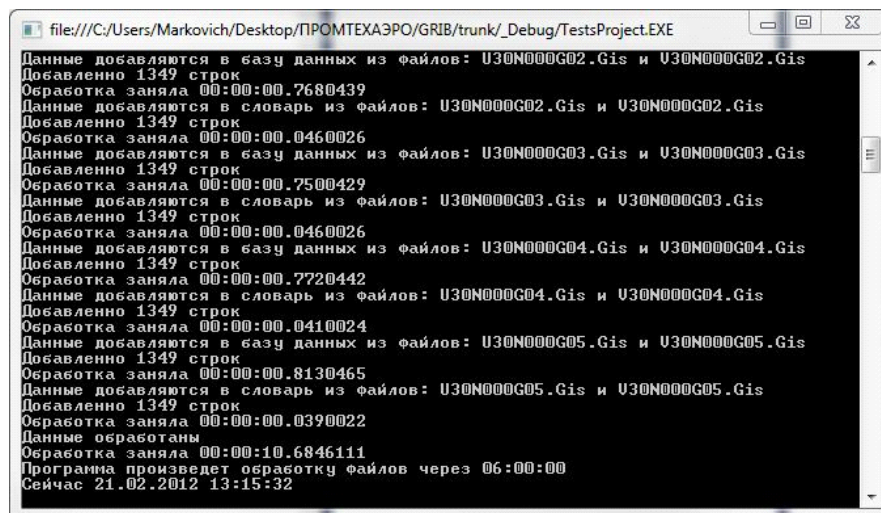 file:///C:/Users/Markovich/Desktop/ПРОМТЕХАЭРО/GRIB/trunk/_Debug/TestsProject.EXE
Данные добавляются в базу данных из файлов: U30N000G02.Gis и V30N000G02.Gis
Добавленно 1349 строк
Обработка заняла 00:00:00.7680439
Данные добавляются в словарь из файлов: U30N000G02.Gis и V30N000G02.Gis
Добавленно 1349 строк
Обработка заняла 00:00:00.0460026
Данные добавляются в базу данных из файлов: U30N000G03.Gis и V30N000G03.Gis
Добавленно 1349 строк
Обработка заняла 00:00:00.7500429
Данные добавляются в словарь из файлов: U30N000G03.Gis и V30N000G03.Gis
Добавленно 1349 строк
Обработка заняла 00:00:00.0460026
Данные добавляются в базу данных из файлов: U30N000G04.Gis и V30N000G04.Gis
Добавленно 1349 строк
Обработка заняла 00:00:00.7720442
Данные добавляются в словарь из файлов: U30N000G04.Gis и V30N000G04.Gis
Добавленно 1349 строк
Обработка заняла 00:00:00.0410024
Данные добавляются в базу данных из файлов: U30N000G05.Gis и V30N000G05.Gis
Добавленно 1349 строк
Обработка заняла 00:00:00.8130465
Данные добавляются в словарь из файлов: U30N000G05.Gis и V30N000G05.Gis
Добавленно 1349 строк
Обработка заняла 00:00:00.0390022
Данные обработаны
Обработка заняла 00:00:10.6846111
Программа произведет обработку файлов через 06:00:00
Сейчас 21.02.2012 13:15:32